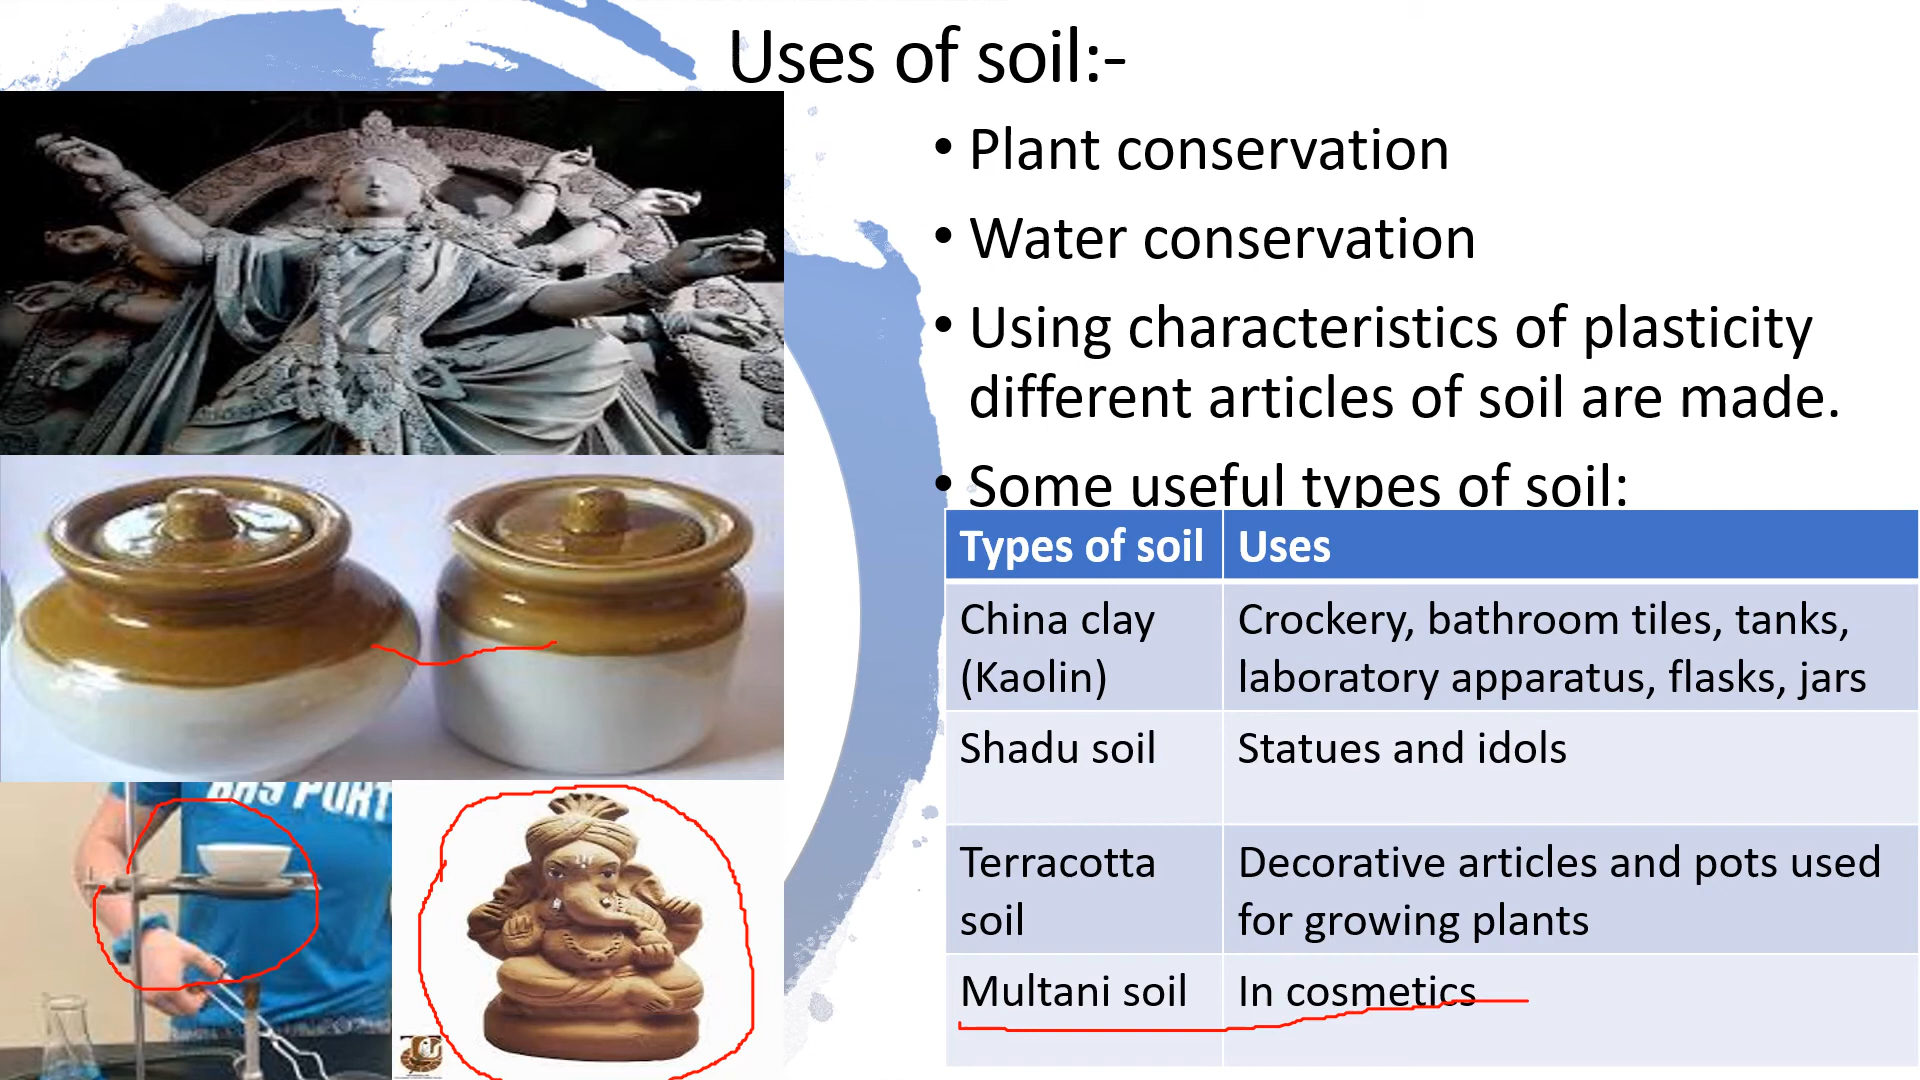 Uses of soil:-
• Plant conservation
• Water conservation
• Using characteristics of plasticity
different articles of soil are made.
• Some useful types of soil:
Types of soil Uses
China clay
(Kaolin)
Crockery, bathroom tiles, tanks,
laboratory apparatus, flasks, jars
Shadu soil
Statues and idols
Terracotta
soil
Decorative articles and pots used
for growing plants
Multani soil
In cosmetics